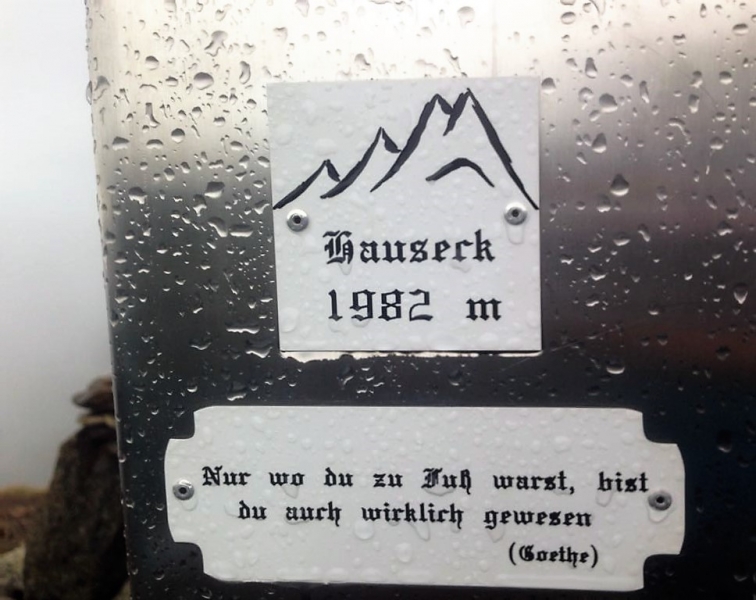 Hauseck
1982 m
Nur wo du zu Fuß warst, bist
du auch wirklich gewesen
(Goethe)